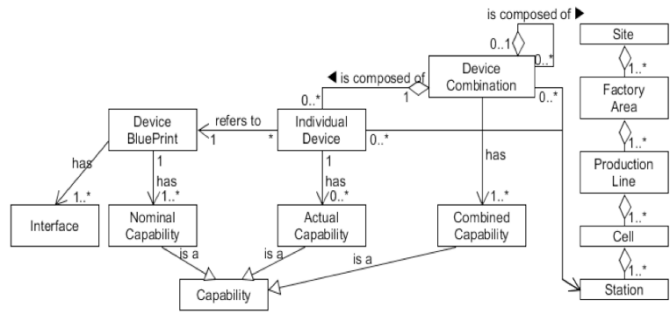 is composed of ▶
0..1
0..*
Site
1..*
Device
Combination
◀ is composed of
1
0..*
0..*
Factory
Area
1..*
Device
BluePrint
refers to
1
*
Individual
Device
0..*
Production
Line
1..*
has
1..*
1
has
1..*
1
has
0..*
has
1..*
Interface
Nominal
Capability
Actual
Capability
Combined
Capability
Cell
1..*
is a
is a
is a
Capability
Station